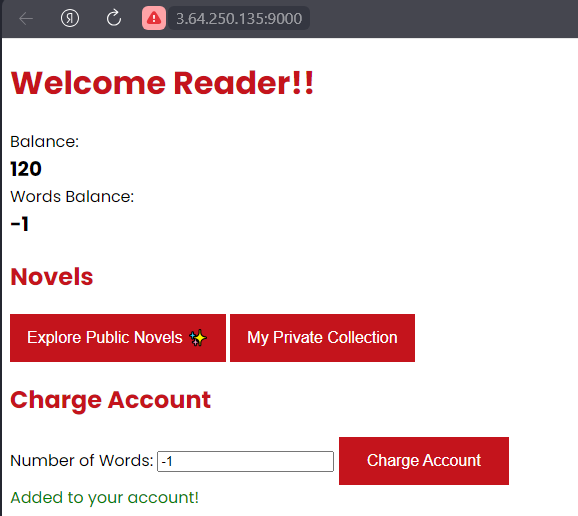 Я
3.64.250.135:9000
Welcome Reader!!
Balance:
120
Words Balance:
-1
Novels
Explore Public Novels ✨ My Private Collection
Charge Account
Number of Words: -1 Charge Account
Added to your account!